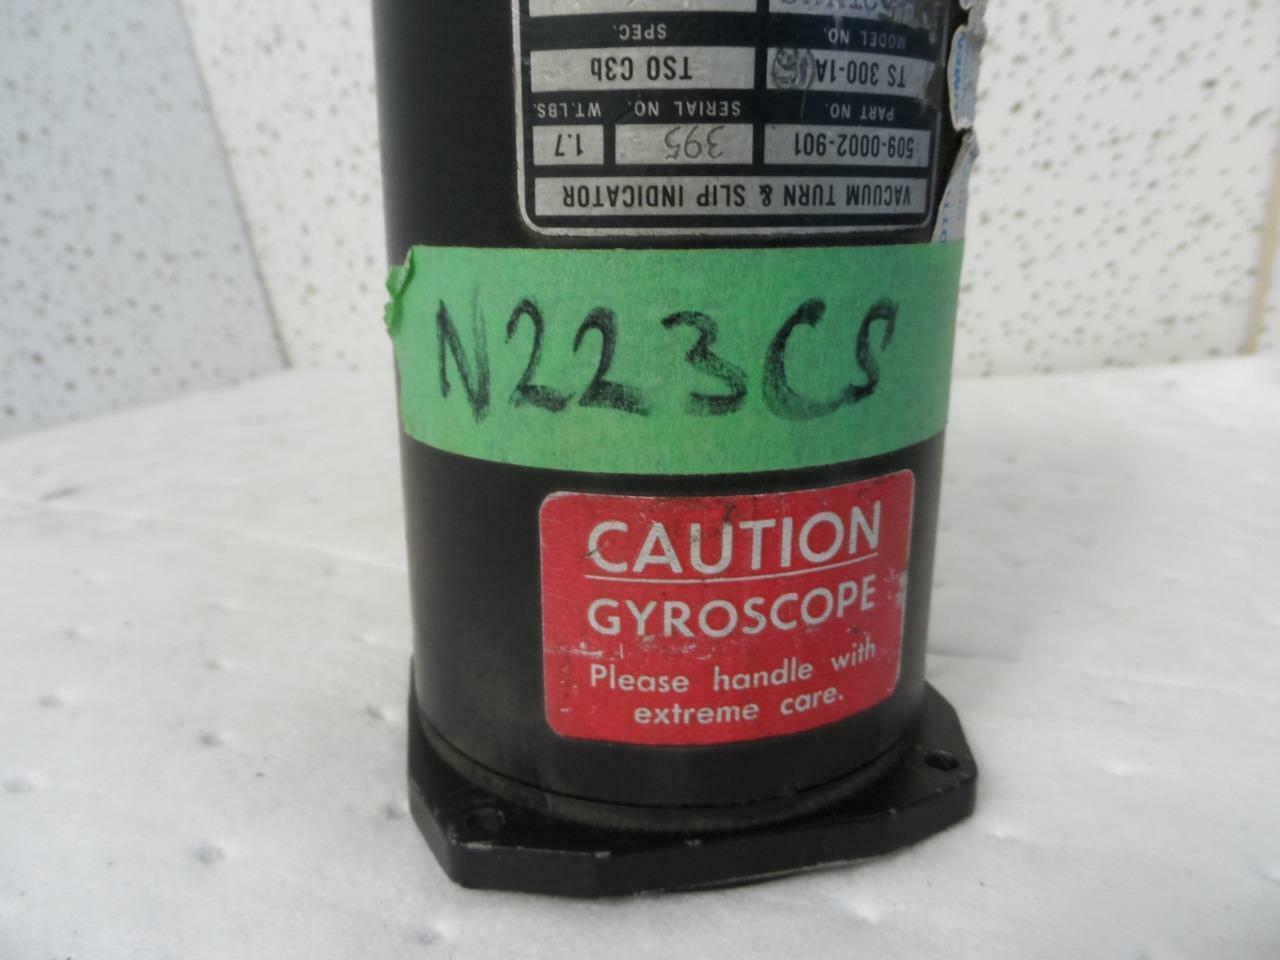 VACUUM TURN & SLIP INDICATOR
509-0002-901 395 1.7
PART NO. SERIAL NO. WT.LBS.
TS 300-1A (5) TSO C3b
MODEL NO. SPEC.
N223CS
CAUTION
GYROSCOPE
Please handle with
extreme care.